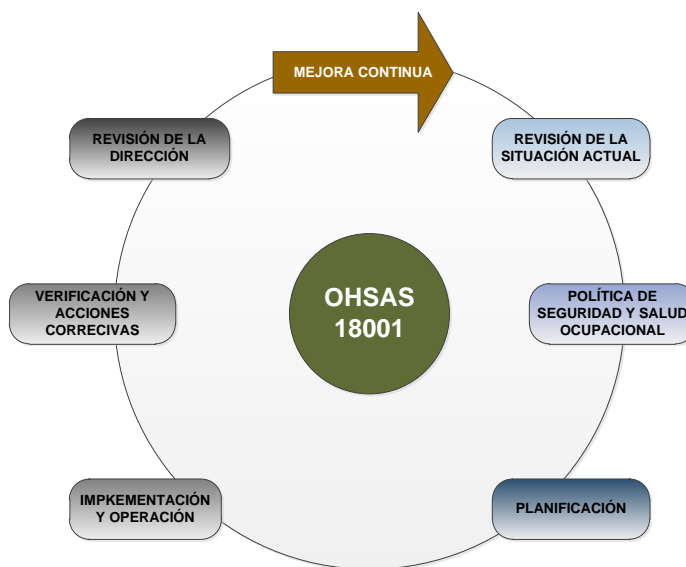 MEJORA CONTINUA
REVISIÓN DE LA
DIRECCIÓN
REVISIÓN DE LA
SITUACIÓN ACTUAL
VERIFICACIÓN Y
ACCIONES
CORRECIVAS
OHSAS
18001
POLÍTICA DE
SEGURIDAD Y SALUD
OCUPACIONAL
IMPKEMENTACIÓN
Y OPERACIÓN
PLANIFICACIÓN